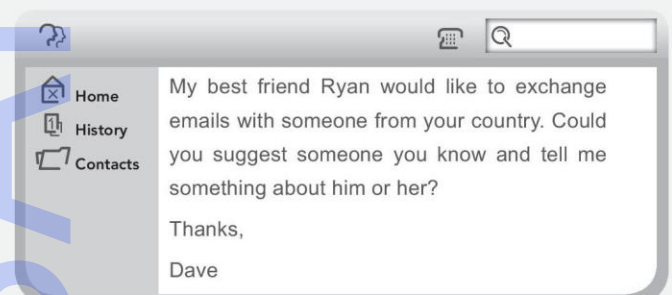 Home
History
Contacts
My best friend Ryan would like to exchange
emails with someone from your country. Could
you suggest someone you know and tell me
something about him or her?
Thanks,
Dave